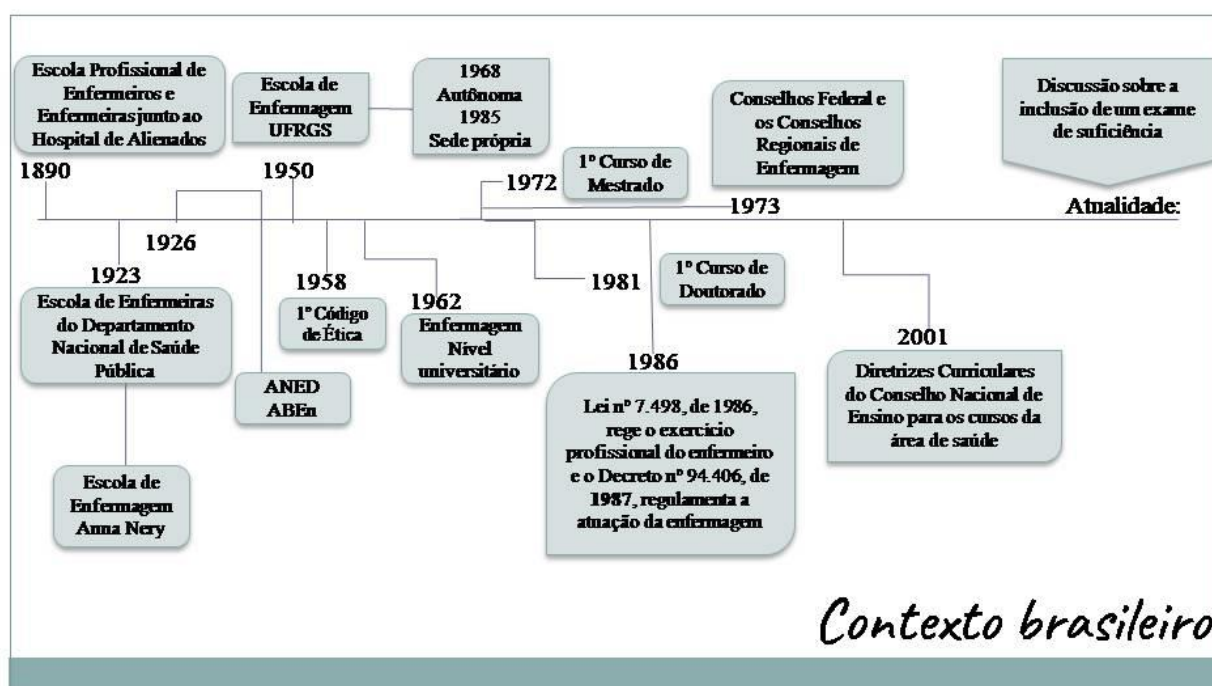 Escola Profissional de
Enfermeiros e
Enfermeiras junto ao
Hospital de Alienados
1890
Escola de
Enfermagem
UFRGS
1950
1968
Autônoma
1985
Sede própria
1972
1º Curso de
Mestrado
Conselhos Federal e
os Conselhos
Regionais de
Enfermagem
1973
Discussão sobre a
inclusão de um exame
de suficiência
Atualidade:
1923
Escola de Enfermeiras
do Departamento
Nacional de Saúde
Pública
Escola de
Enfermagem
Anna Nery
1926
ANED
ABEn
1958
1º Código
de Ética
1962
Enfermagem
Nível
universitário
1981
1º Curso de
Doutorado
1986
Lei nº 7.498, de 1986,
rege o exercício
profissional do enfermeiro
e o Decreto nº 94.406, de
1987, regulamenta a
atuação da enfermagem
2001
Diretrizes Curriculares
do Conselho Nacional de
Ensino para os cursos da
área de saúde
Contexto brasileiro